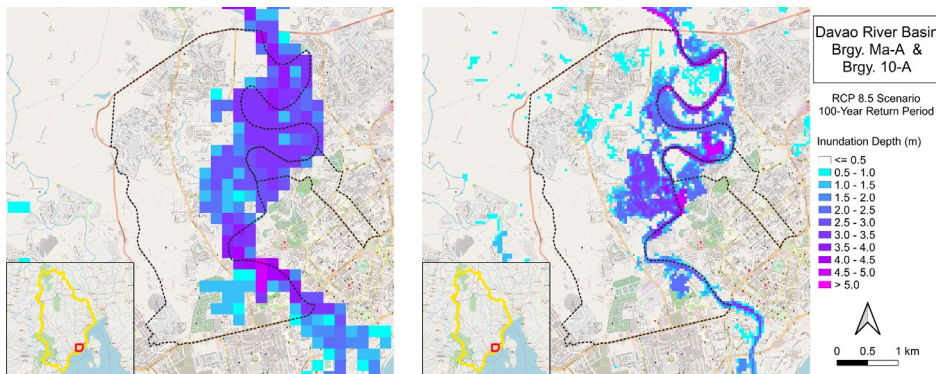 Davao River Basin
Brgy. Ma-A &
Brgy. 10-A
RCP 8.5 Scenario
100-Year Return Period
Inundation Depth (m)
<= 0.5
0.5 - 1.0
1.0 - 1.5
1.5 - 2.0
2.0 - 2.5
2.5 - 3.0
3.0 - 3.5
3.5 - 4.0
4.0 - 4.5
4.5 - 5.0
> 5.0
0 0.5 1 km